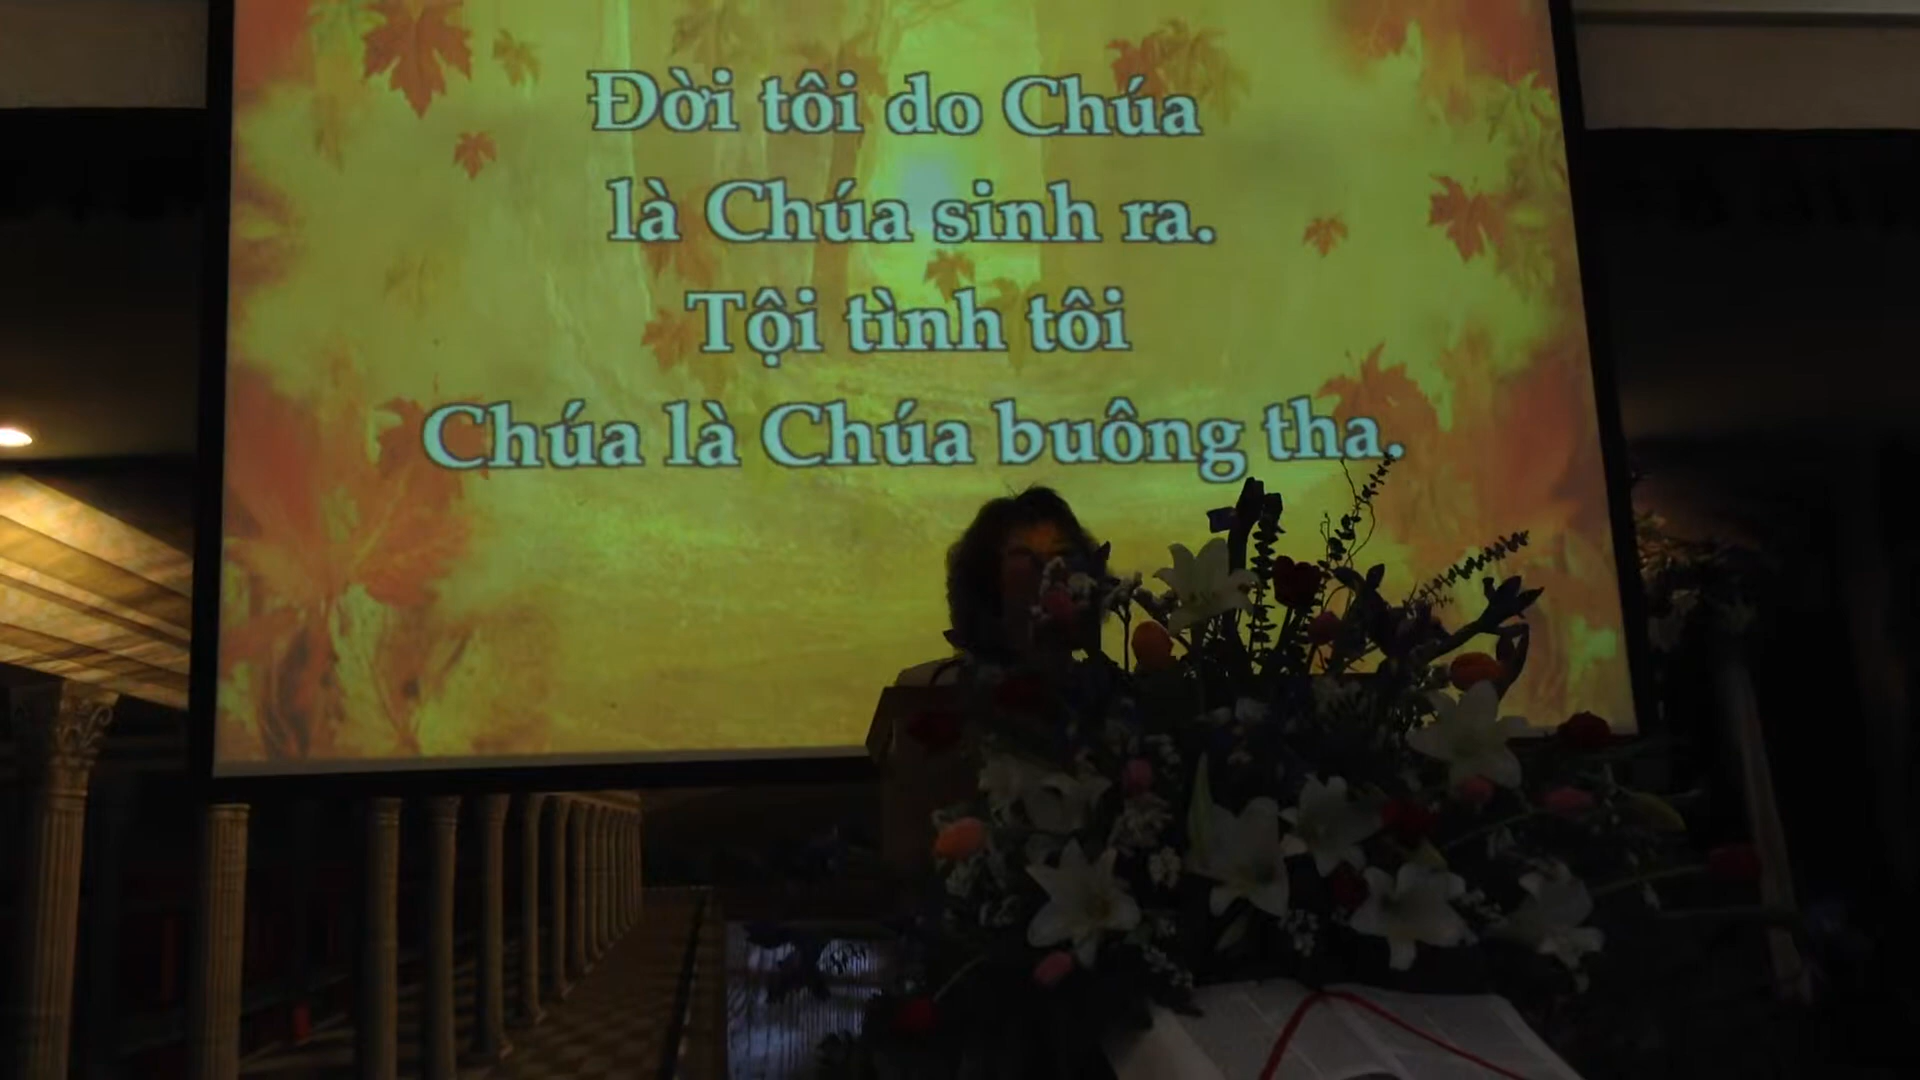 Đời tôi do Chúa
là Chúa sinh ra.
Tội tình tôi
Chúa là Chúa buông tha.